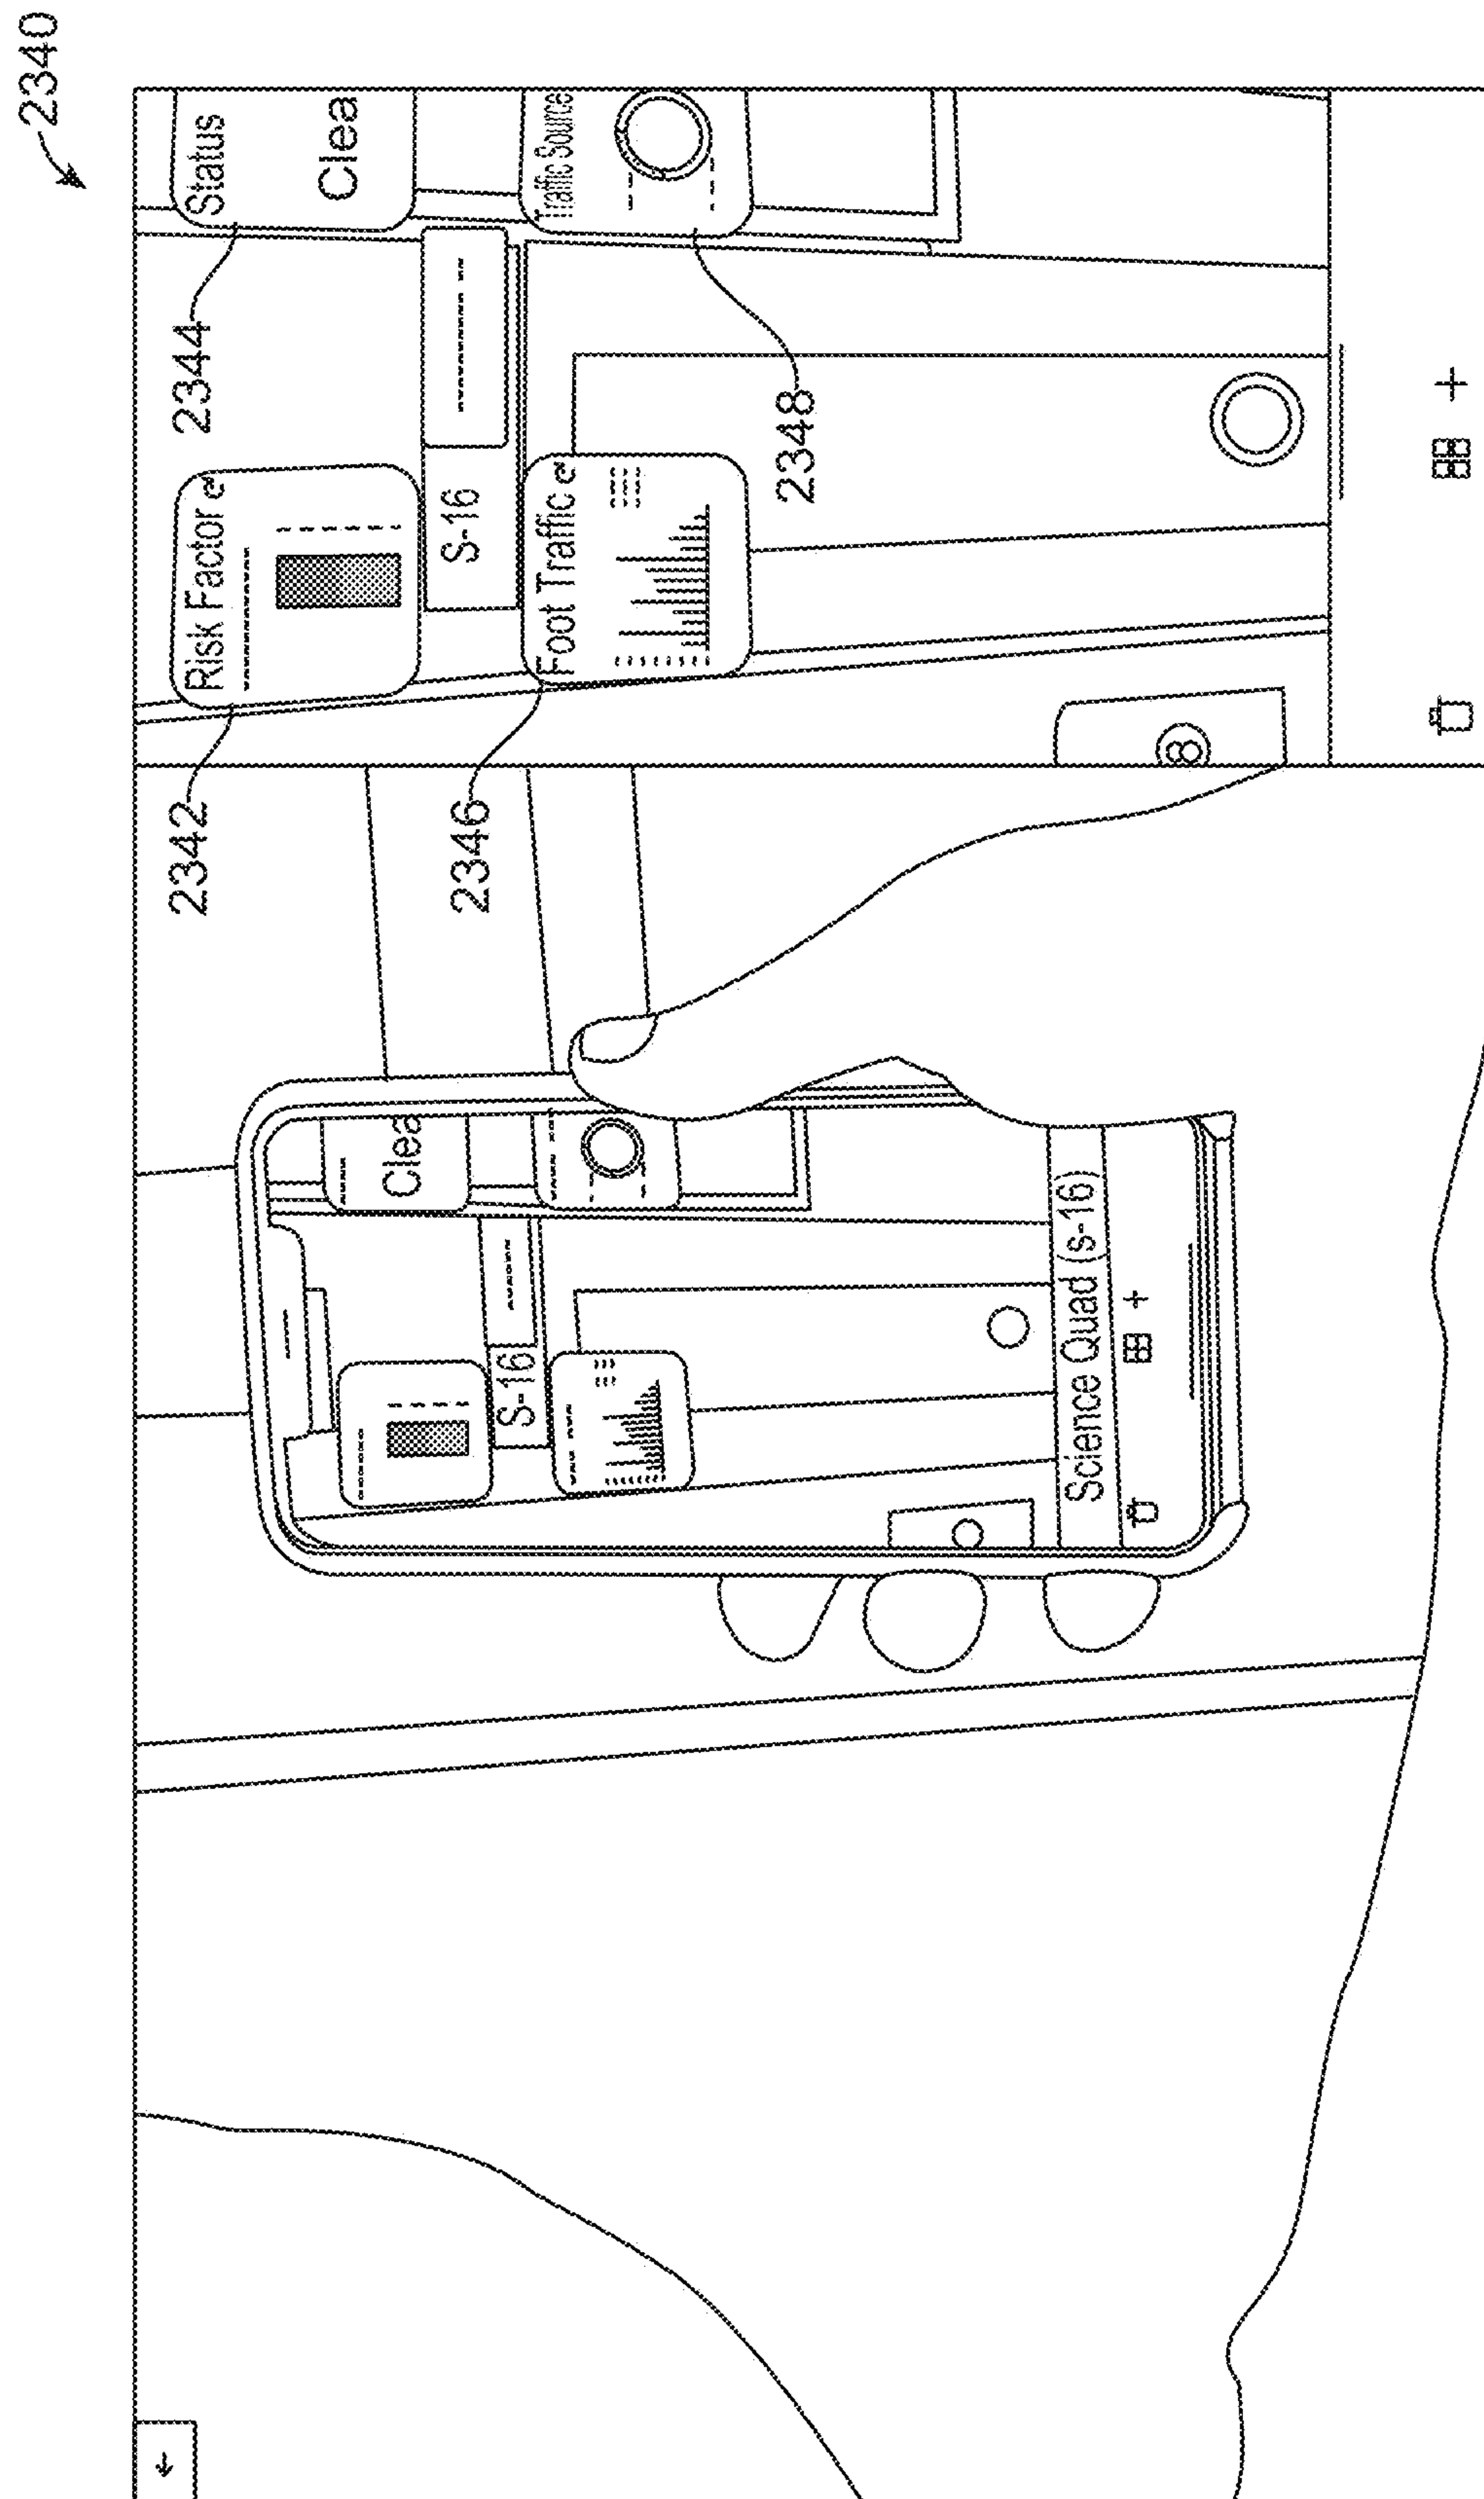 2340
2342
2344
Risk Factor
Status
Clea
S-16
2346
Foot Traffic
Traffic Source
2348
8
Clea
S-16
Science Quad (s-16)